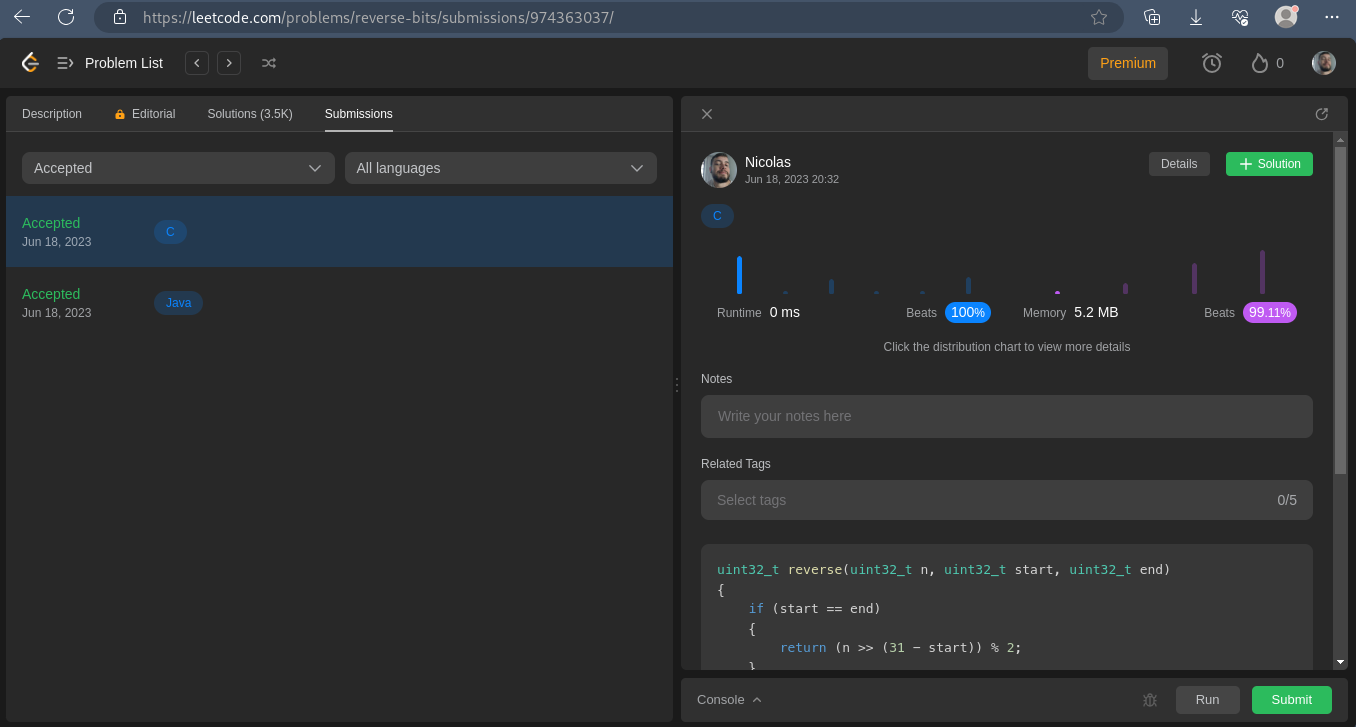 https://leetcode.com/problems/reverse-bits/submissions/974363037/
Problem List
Premium
0
Description
Editorial
Solutions (3.5K)
Submissions
Accepted
All languages
Accepted
Jun 18, 2023
C
Accepted
Jun 18, 2023
Java
Nicolas
Jun 18, 2023 20:32
Details
Solution
C
Runtime 0 ms
Beats 100%
Memory 5.2 MB
Beats 99.11%
Click the distribution chart to view more details
Notes
Write your notes here
Related Tags
Select tags
0/5
uint32_t reverse(uint32_t n, uint32_t start, uint32_t end)
{
    if (start == end)
    {
        return (n >> (31 - start)) % 2;
    }
Console
Run
Submit